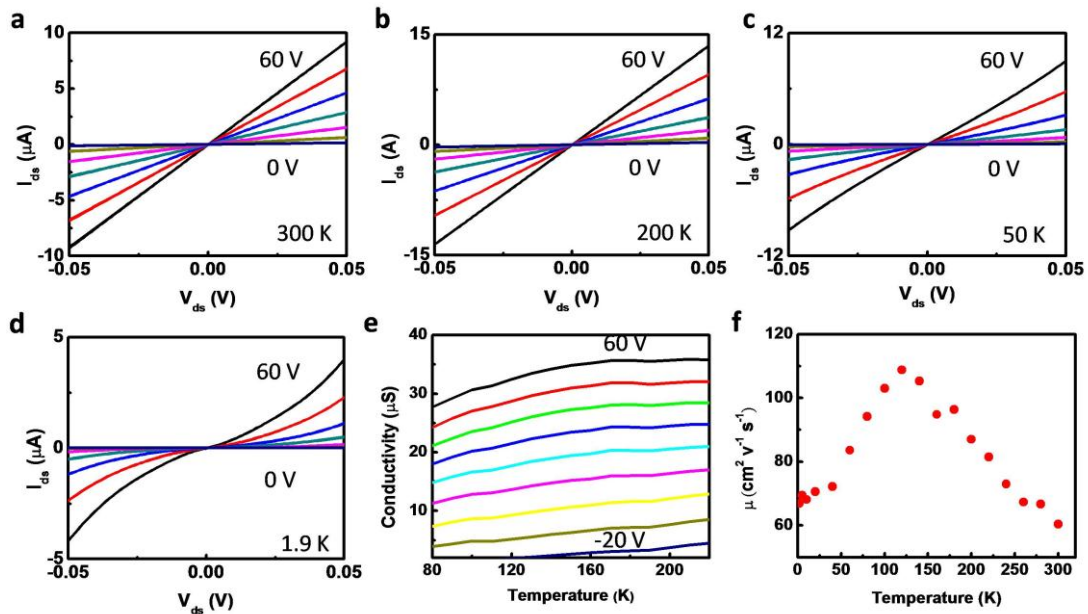 a
10
5
0
-5
-10
I_ds (μA)
60 V
0 V
300 K
-0.05
0.00
0.05
V_ds (V)
b
15
0
-15
I_ds (A)
60 V
0 V
200 K
-0.05
0.00
0.05
V_ds (V)
c
12
0
-12
I_ds (μA)
60 V
0 V
50 K
-0.05
0.00
0.05
V_ds (V)
d
5
0
-5
I_ds (μA)
60 V
0 V
1.9 K
-0.05
0.00
0.05
V_ds (V)
e
40
30
20
10
Conductivity (μS)
60 V
-20 V
80
120
160
200
Temperature (K)
f
120
100
80
60
μ (cm² v⁻¹ s⁻¹)
0
50
100
150
200
250
300
Temperature (K)